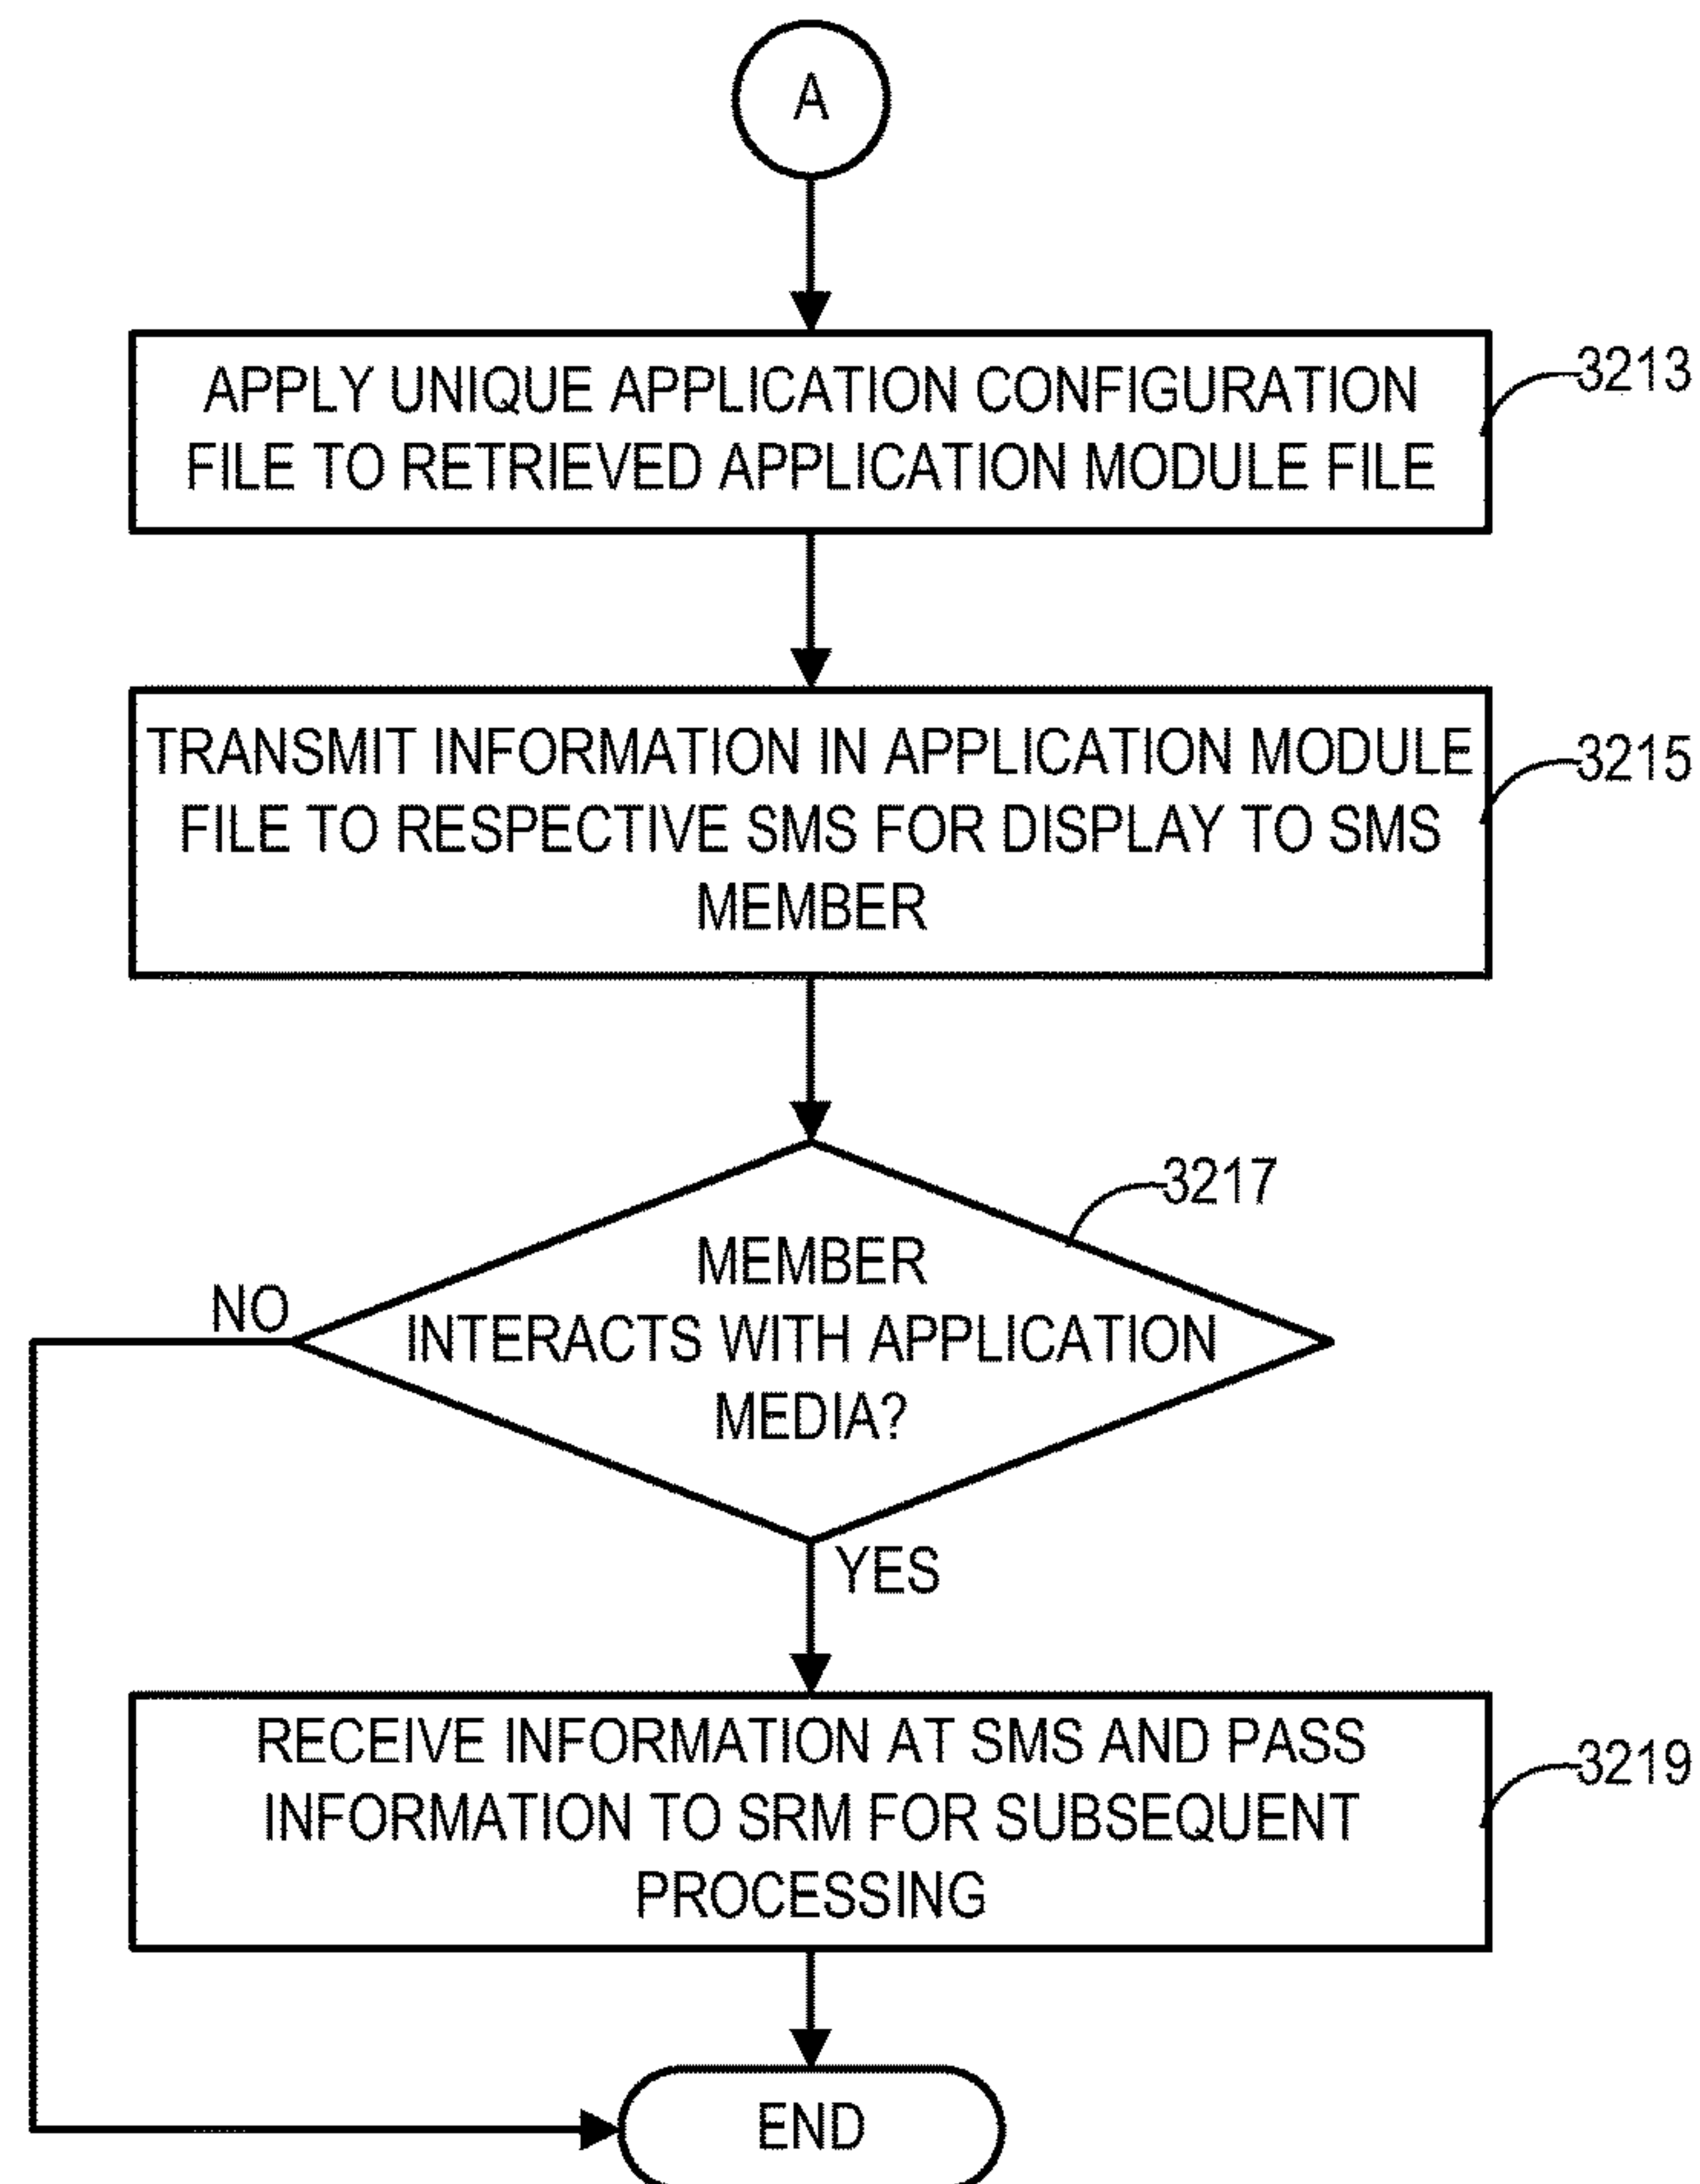 A
APPLY UNIQUE APPLICATION CONFIGURATION
FILE TO RETRIEVED APPLICATION MODULE FILE
3213
TRANSMIT INFORMATION IN APPLICATION MODULE
FILE TO RESPECTIVE SMS FOR DISPLAY TO SMS
MEMBER
3215
3217
MEMBER
INTERACTS WITH APPLICATION
MEDIA?
NO
YES
RECEIVE INFORMATION AT SMS AND PASS
INFORMATION TO SRM FOR SUBSEQUENT
PROCESSING
3219
END